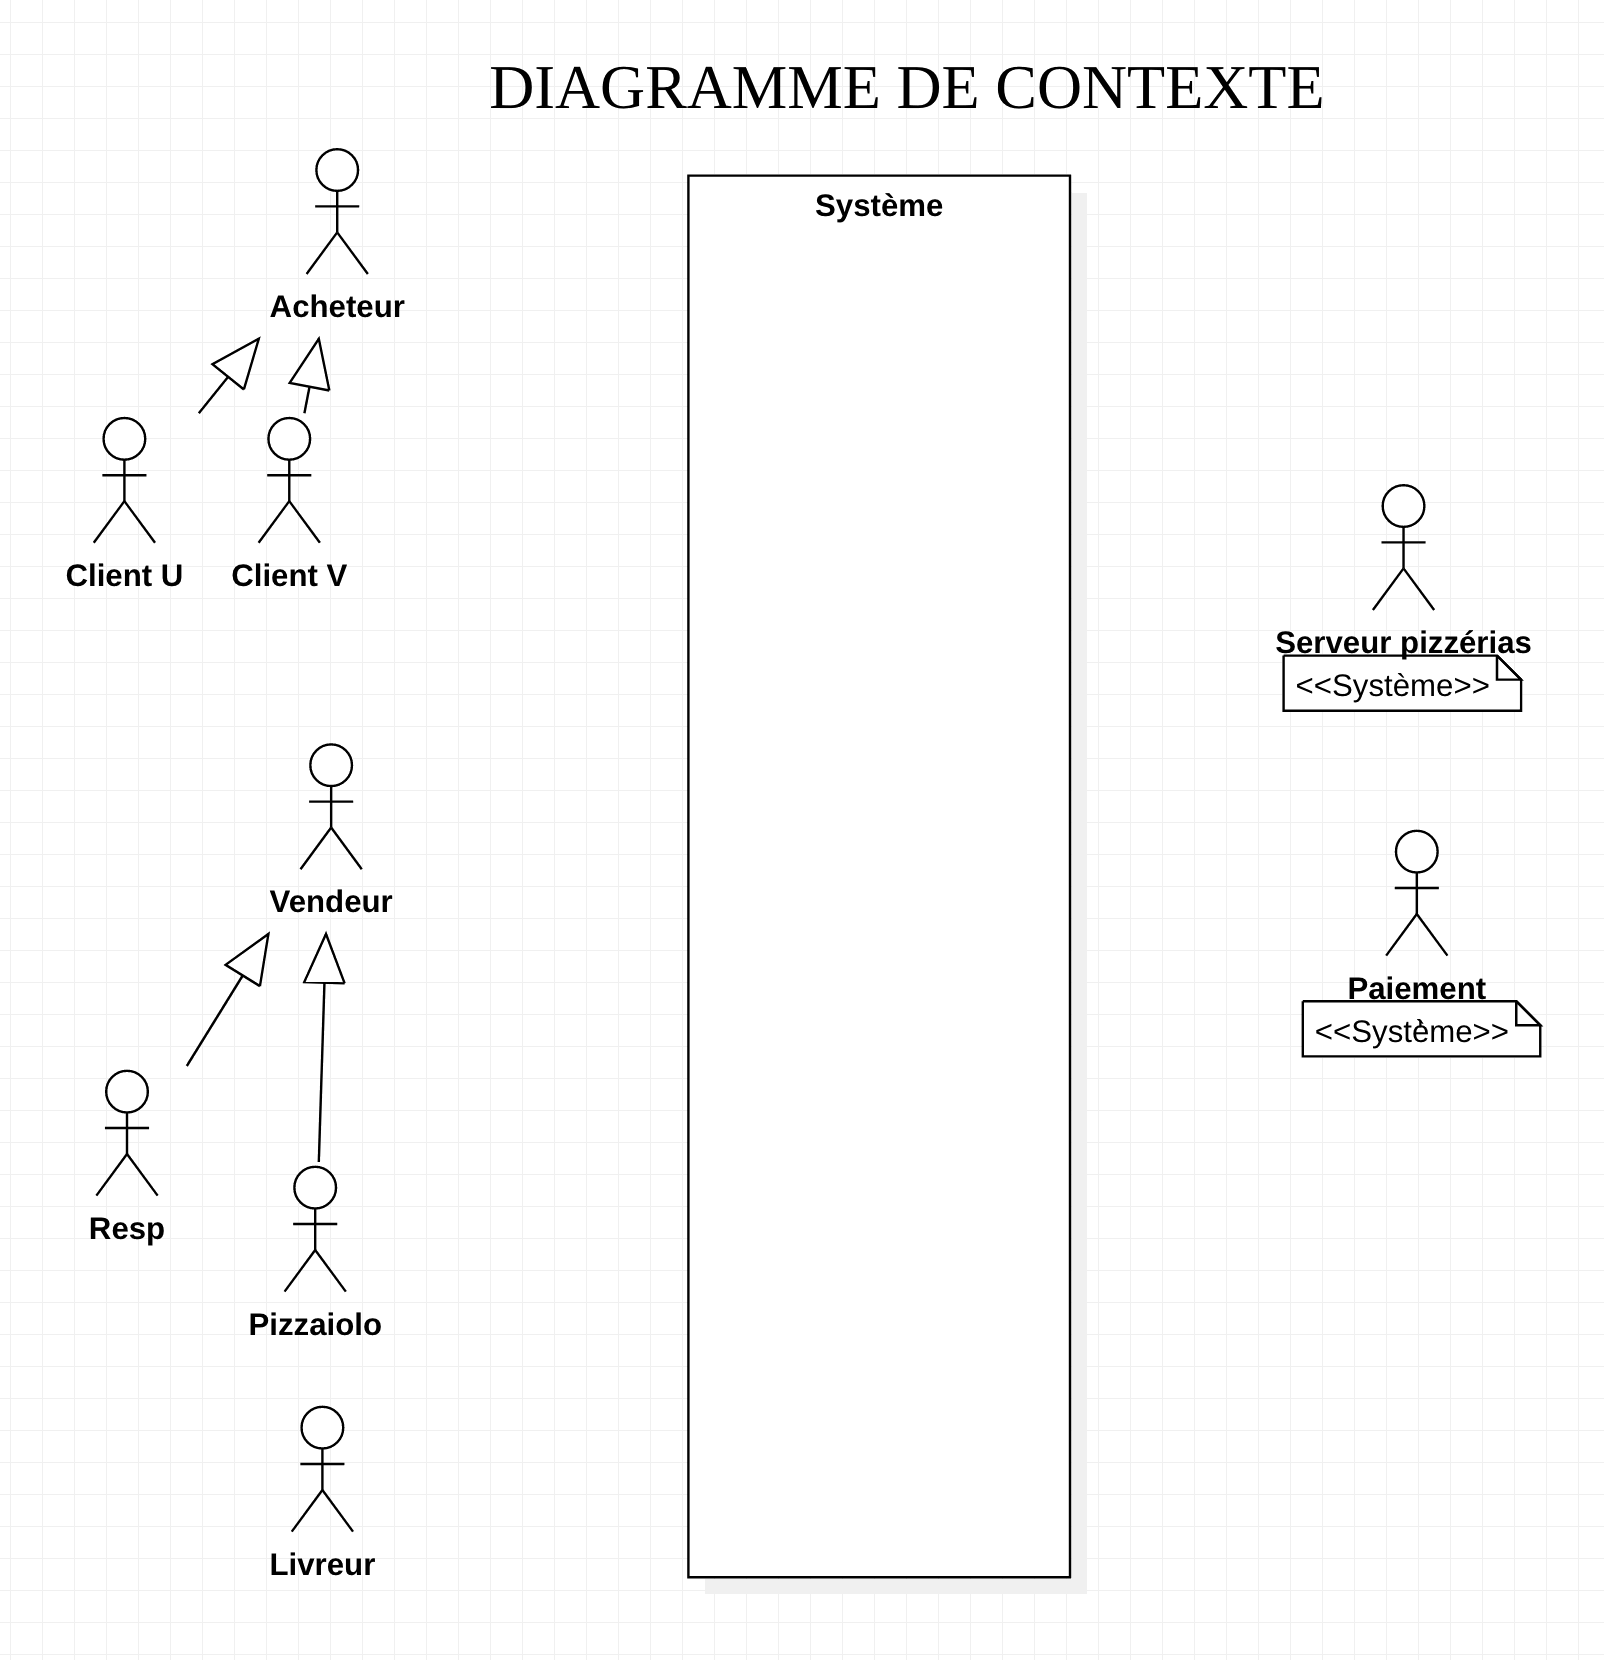 DIAGRAMME DE CONTEXTE
Système
Acheteur
Client U
Client V
Serveur pizzérias
<<Système>>
Vendeur
Paiement
<<Système>>
Resp
Pizzaiolo
Livreur